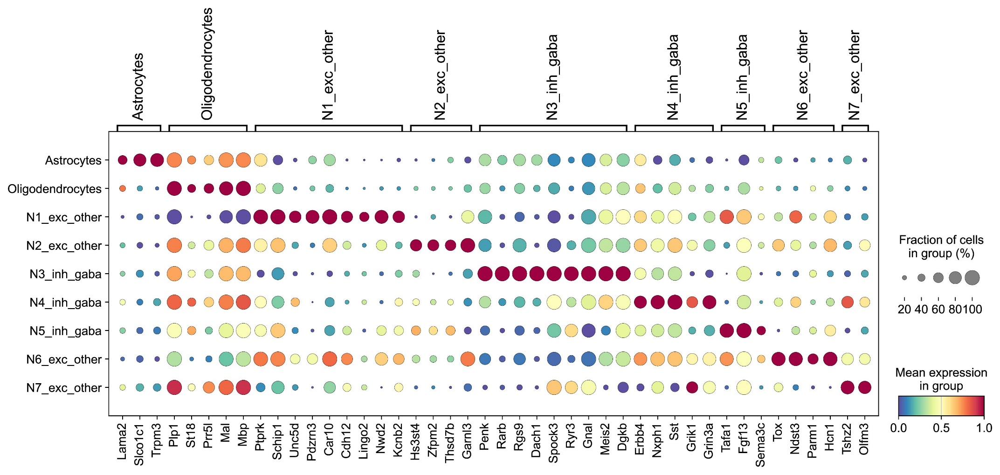 Astrocytes
Oligodendrocytes
N1_exc_other
N2_exc_other
N3_inh_gaba
N4_inh_gaba
N5_inh_gaba
N6_exc_other
N7_exc_other
Astrocytes
Oligodendrocytes
N1_exc_other
N2_exc_other
N3_inh_gaba
N4_inh_gaba
N5_inh_gaba
N6_exc_other
N7_exc_other
Lama2
Slco1c1
Trpm3
Plp1
St18
Prr5l
Mal
Mbp
Ptprk
Schip1
Unc5d
Pdzrn3
Car10
Cdh12
Lingo2
Nwd2
Kcnb2
Hs3st4
Zfpm2
Thsd7b
Garnl3
Penk
Rarb
Rgs9
Dach1
Spock3
Ryr3
Gnal
Meis2
Dgkb
Erbb4
Nxph1
Sst
Grik1
Grin3a
Tafa1
Fgf13
Sema3c
Tox
Ndst3
Parm1
Hcn1
Tshz2
Olfm3
Fraction of cells
in group (%)
20 40 60 80 100
Mean expression
in group
0.0 0.5 1.0